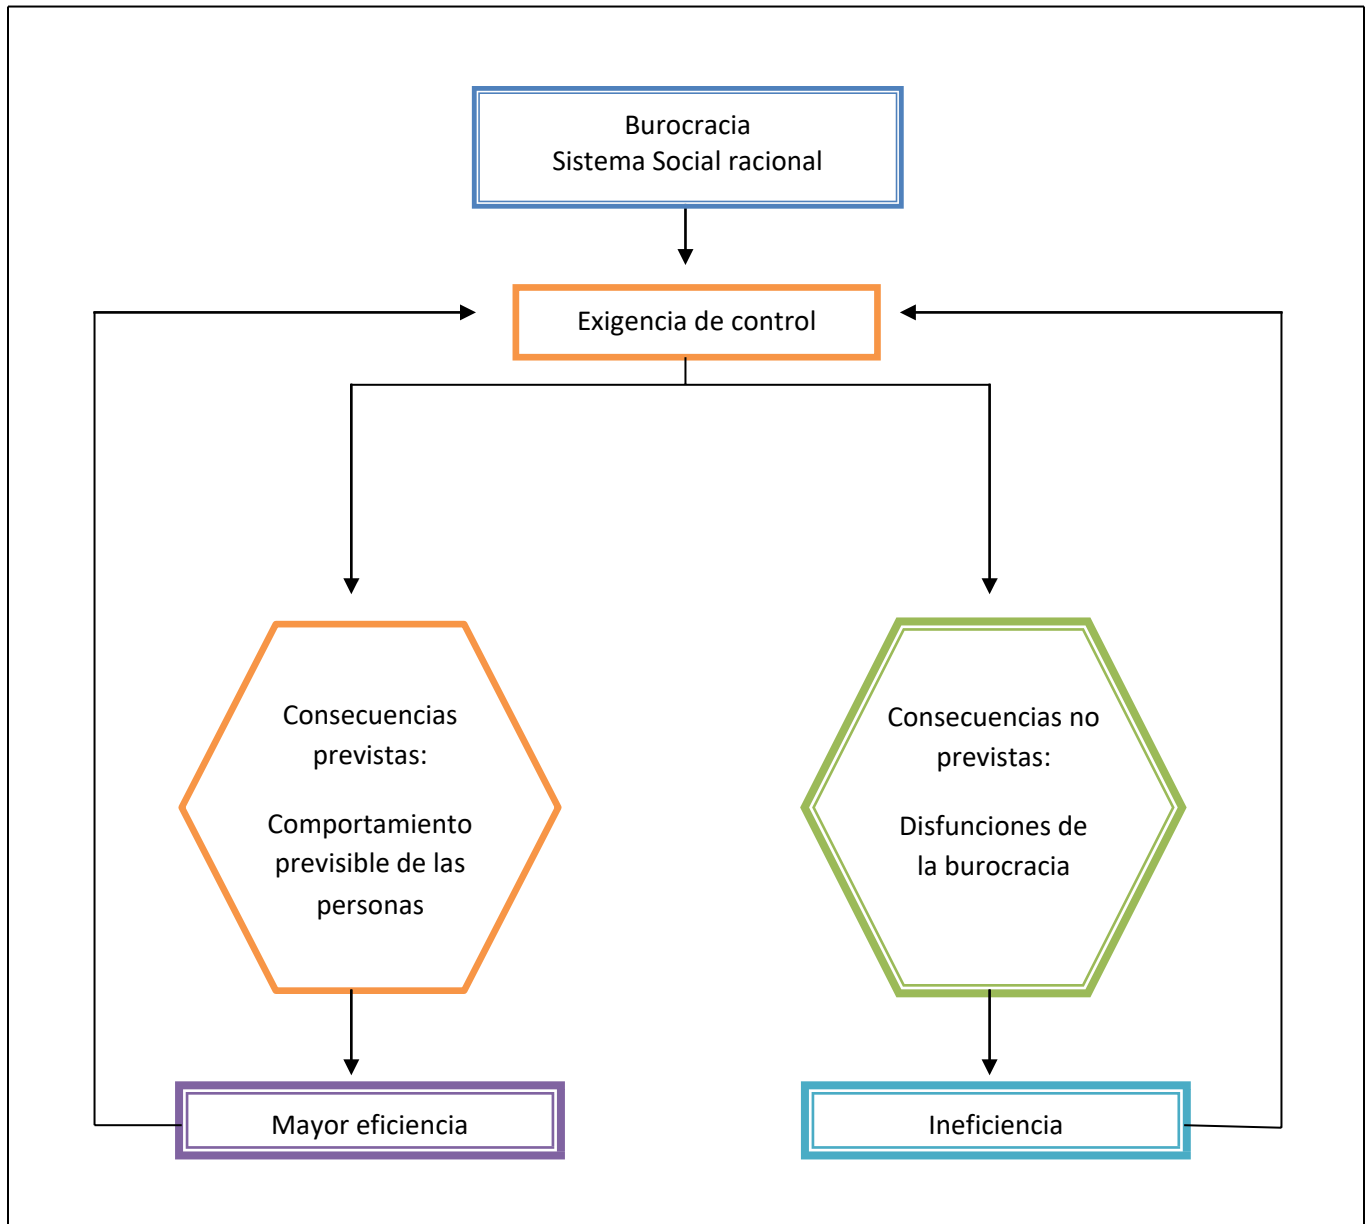 Burocracia
Sistema Social racional
Exigencia de control
Consecuencias
previstas:
Comportamiento
previsible de las
personas
Consecuencias no
previstas:
Disfunciones de
la burocracia
Mayor eficiencia
Ineficiencia